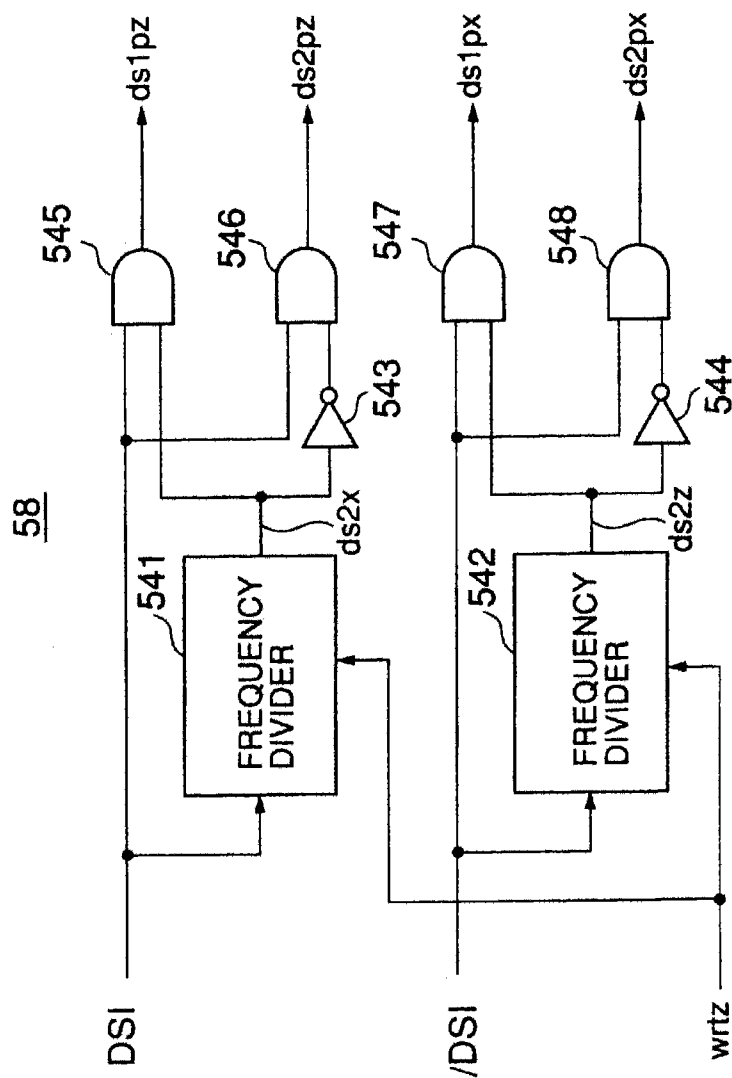 58
DSI
541
FREQUENCY
DIVIDER
ds2x
543
545
ds1pz
546
ds2pz
/DSI
542
FREQUENCY
DIVIDER
ds2z
544
547
ds1px
548
ds2px
wrtz